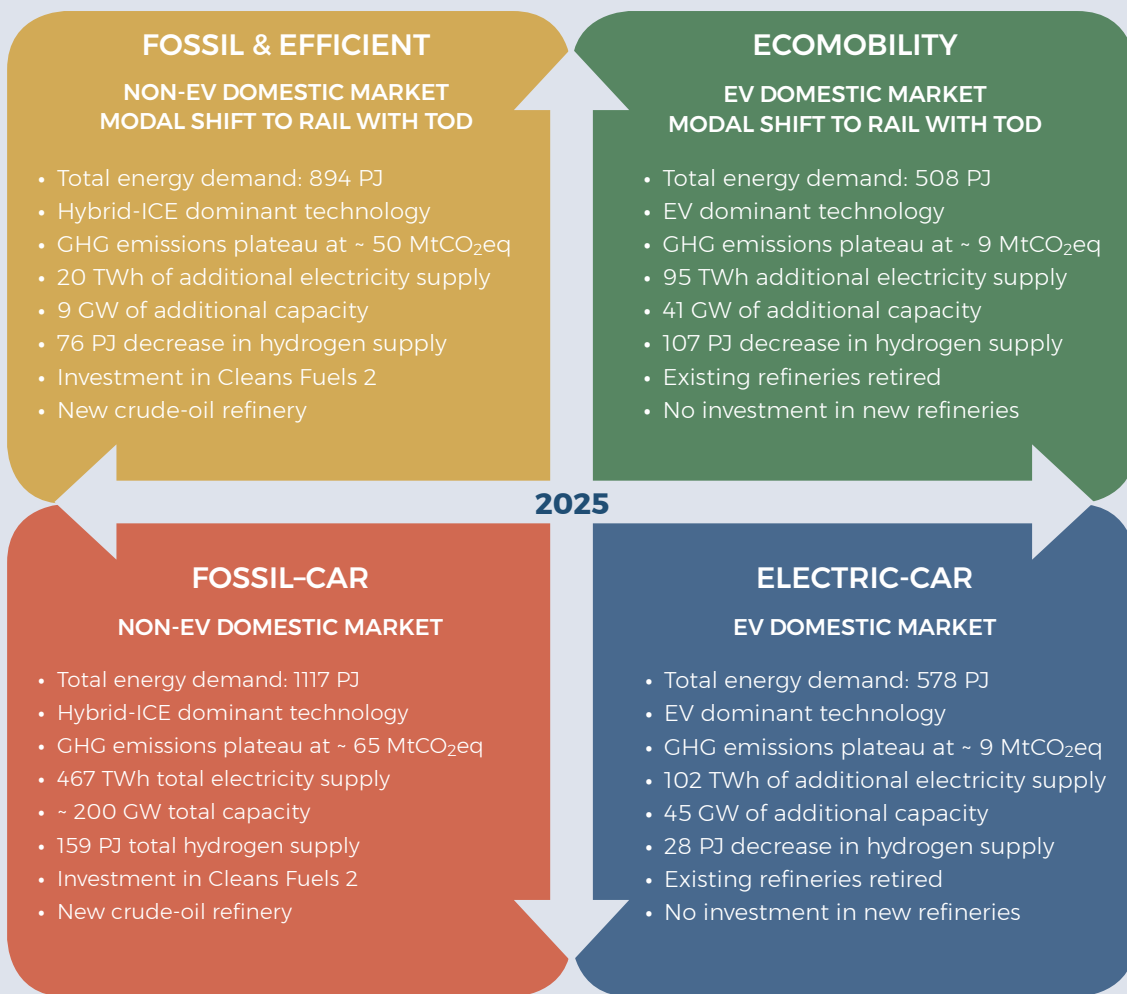 FOSSIL & EFFICIENT
NON-EV DOMESTIC MARKET
MODAL SHIFT TO RAIL WITH TOD
• Total energy demand: 894 PJ
• Hybrid-ICE dominant technology
• GHG emissions plateau at ~ 50 MtCO₂eq
• 20 TWh of additional electricity supply
• 9 GW of additional capacity
• 76 PJ decrease in hydrogen supply
• Investment in Cleans Fuels 2
• New crude-oil refinery
ECOMOBILITY
EV DOMESTIC MARKET
MODAL SHIFT TO RAIL WITH TOD
• Total energy demand: 508 PJ
• EV dominant technology
• GHG emissions plateau at ~ 9 MtCO₂eq
• 95 TWh additional electricity supply
• 41 GW of additional capacity
• 107 PJ decrease in hydrogen supply
• Existing refineries retired
• No investment in new refineries
2025
FOSSIL–CAR
NON-EV DOMESTIC MARKET
• Total energy demand: 1117 PJ
• Hybrid-ICE dominant technology
• GHG emissions plateau at ~ 65 MtCO₂eq
• 467 TWh total electricity supply
• ~ 200 GW total capacity
• 159 PJ total hydrogen supply
• Investment in Cleans Fuels 2
• New crude-oil refinery
ELECTRIC-CAR
EV DOMESTIC MARKET
• Total energy demand: 578 PJ
• EV dominant technology
• GHG emissions plateau at ~ 9 MtCO₂eq
• 102 TWh of additional electricity supply
• 45 GW of additional capacity
• 28 PJ decrease in hydrogen supply
• Existing refineries retired
• No investment in new refineries